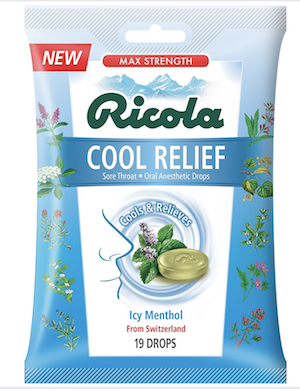 NEW
MAX STRENGTH
Ricola
COOL RELIEF
Sore Throat • Oral Anesthetic Drops
Cools & Relieves
Icy Menthol
From Switzerland
19 DROPS